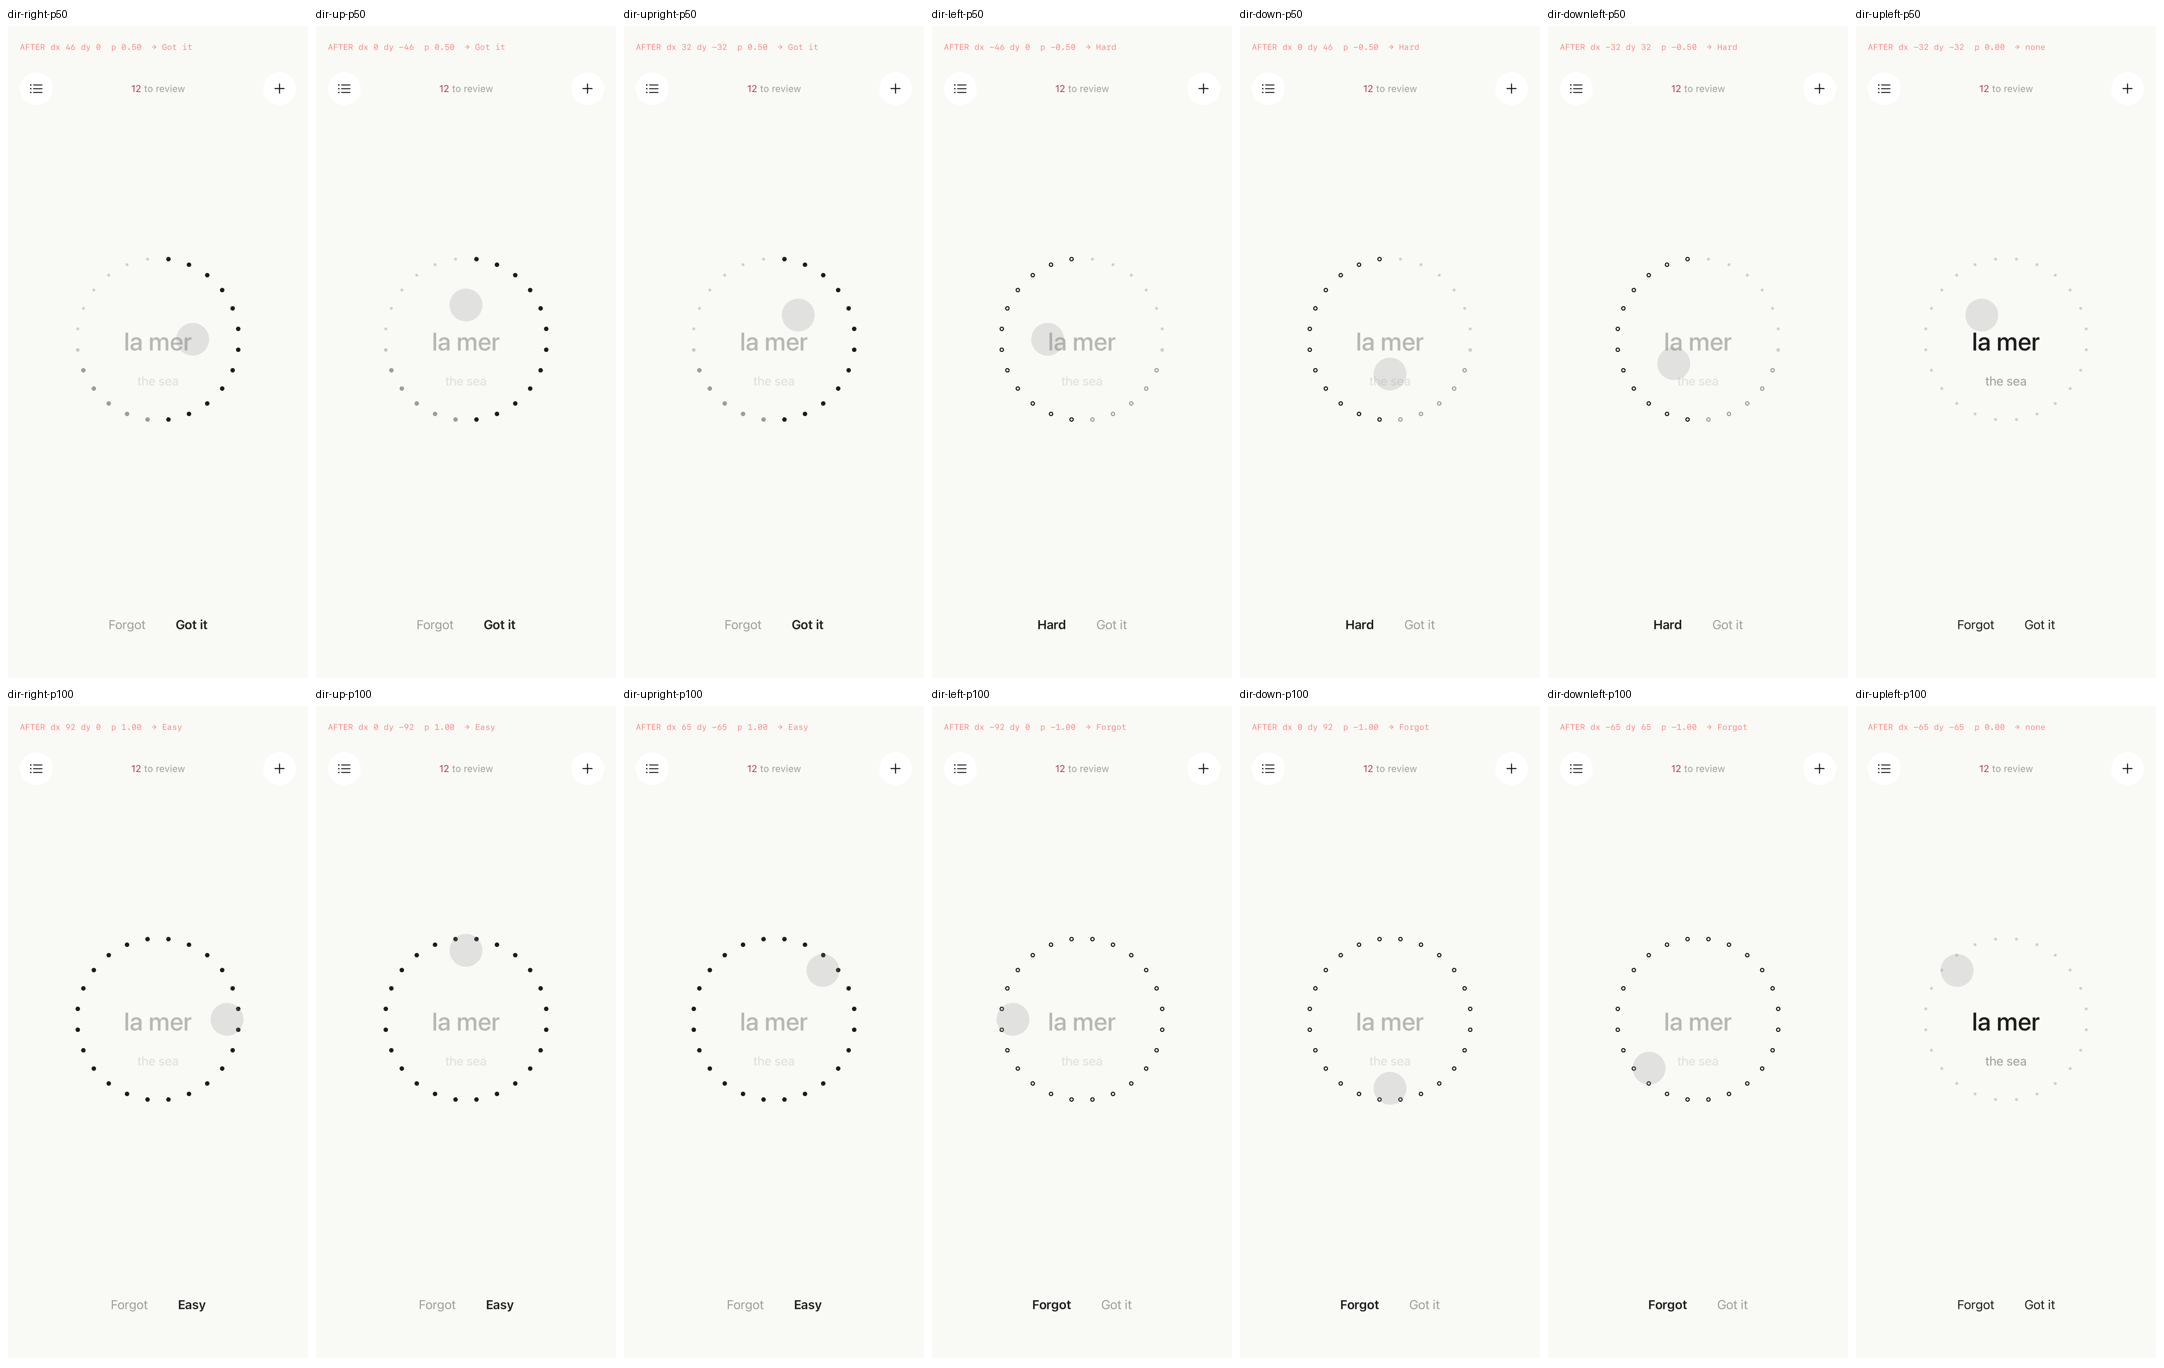 dir-right-p50
AFTER dx 46 dy 0 p 0.50 → Got it
12 to review
la mer
the sea
Forgot Got it
dir-up-p50
AFTER dx 0 dy −46 p 0.50 → Got it
12 to review
la mer
the sea
Forgot Got it
dir-upright-p50
AFTER dx 32 dy −32 p 0.50 → Got it
12 to review
la mer
the sea
Forgot Got it
dir-left-p50
AFTER dx −46 dy 0 p −0.50 → Hard
12 to review
la mer
the sea
Hard Got it
dir-down-p50
AFTER dx 0 dy 46 p −0.50 → Hard
12 to review
la mer
the sea
Hard Got it
dir-downleft-p50
AFTER dx −32 dy 32 p −0.50 → Hard
12 to review
la mer
the sea
Hard Got it
dir-upleft-p50
AFTER dx −32 dy −32 p 0.00 → none
12 to review
la mer
the sea
Forgot Got it
dir-right-p100
AFTER dx 92 dy 0 p 1.00 → Easy
12 to review
la mer
the sea
Forgot Easy
dir-up-p100
AFTER dx 0 dy −92 p 1.00 → Easy
12 to review
la mer
the sea
Forgot Easy
dir-upright-p100
AFTER dx 65 dy −65 p 1.00 → Easy
12 to review
la mer
the sea
Forgot Easy
dir-left-p100
AFTER dx −92 dy 0 p −1.00 → Forgot
12 to review
la mer
the sea
Forgot Got it
dir-down-p100
AFTER dx 0 dy 92 p −1.00 → Forgot
12 to review
la mer
the sea
Forgot Got it
dir-downleft-p100
AFTER dx −65 dy 65 p −1.00 → Forgot
12 to review
la mer
the sea
Forgot Got it
dir-upleft-p100
AFTER dx −65 dy −65 p 0.00 → none
12 to review
la mer
the sea
Forgot Got it